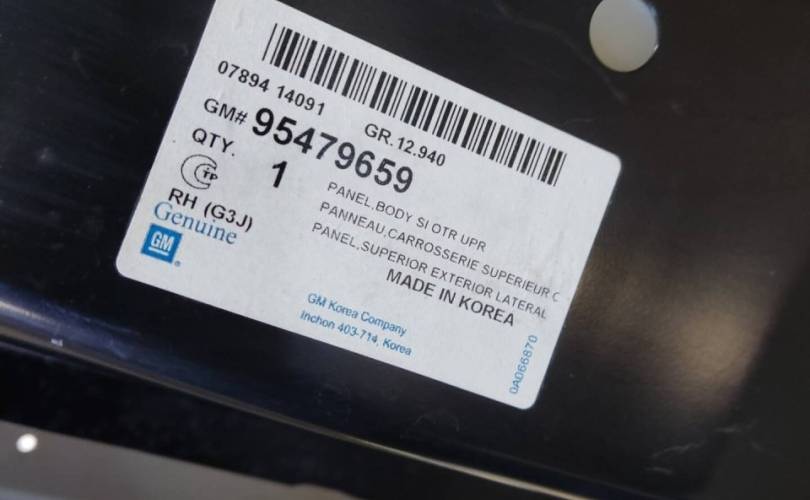 07894 14091
GR.12.940
GM# 95479659
QTY. 1
TP
RH (G3J)
Genuine
GM
PANEL,BODY SI OTR UPR
PANNEAU,CARROSSERIE SUPERIEUR C
PANEL,SUPERIOR EXTERIOR LATERAL
MADE IN KOREA
GM Korea Company
Inchon 403-714, Korea
0A066870